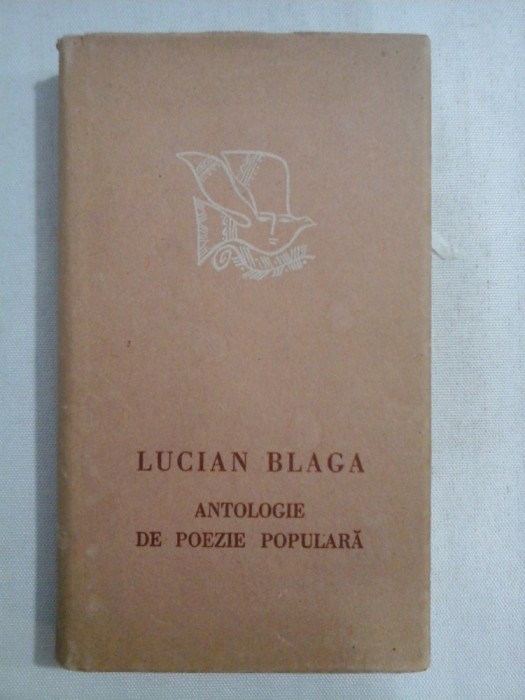 LUCIAN BLAGA
ANTOLOGIE
DE POEZIE POPULARĂ